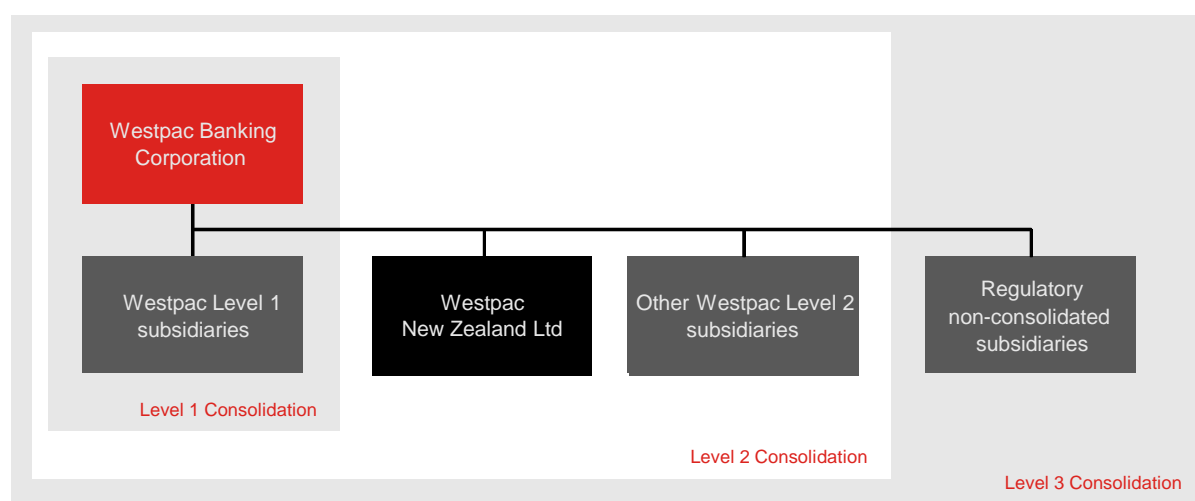 Westpac Banking
Corporation
Westpac Level 1
subsidiaries
Westpac
New Zealand Ltd
Other Westpac Level 2
subsidiaries
Regulatory
non-consolidated
subsidiaries
Level 1 Consolidation
Level 2 Consolidation
Level 3 Consolidation